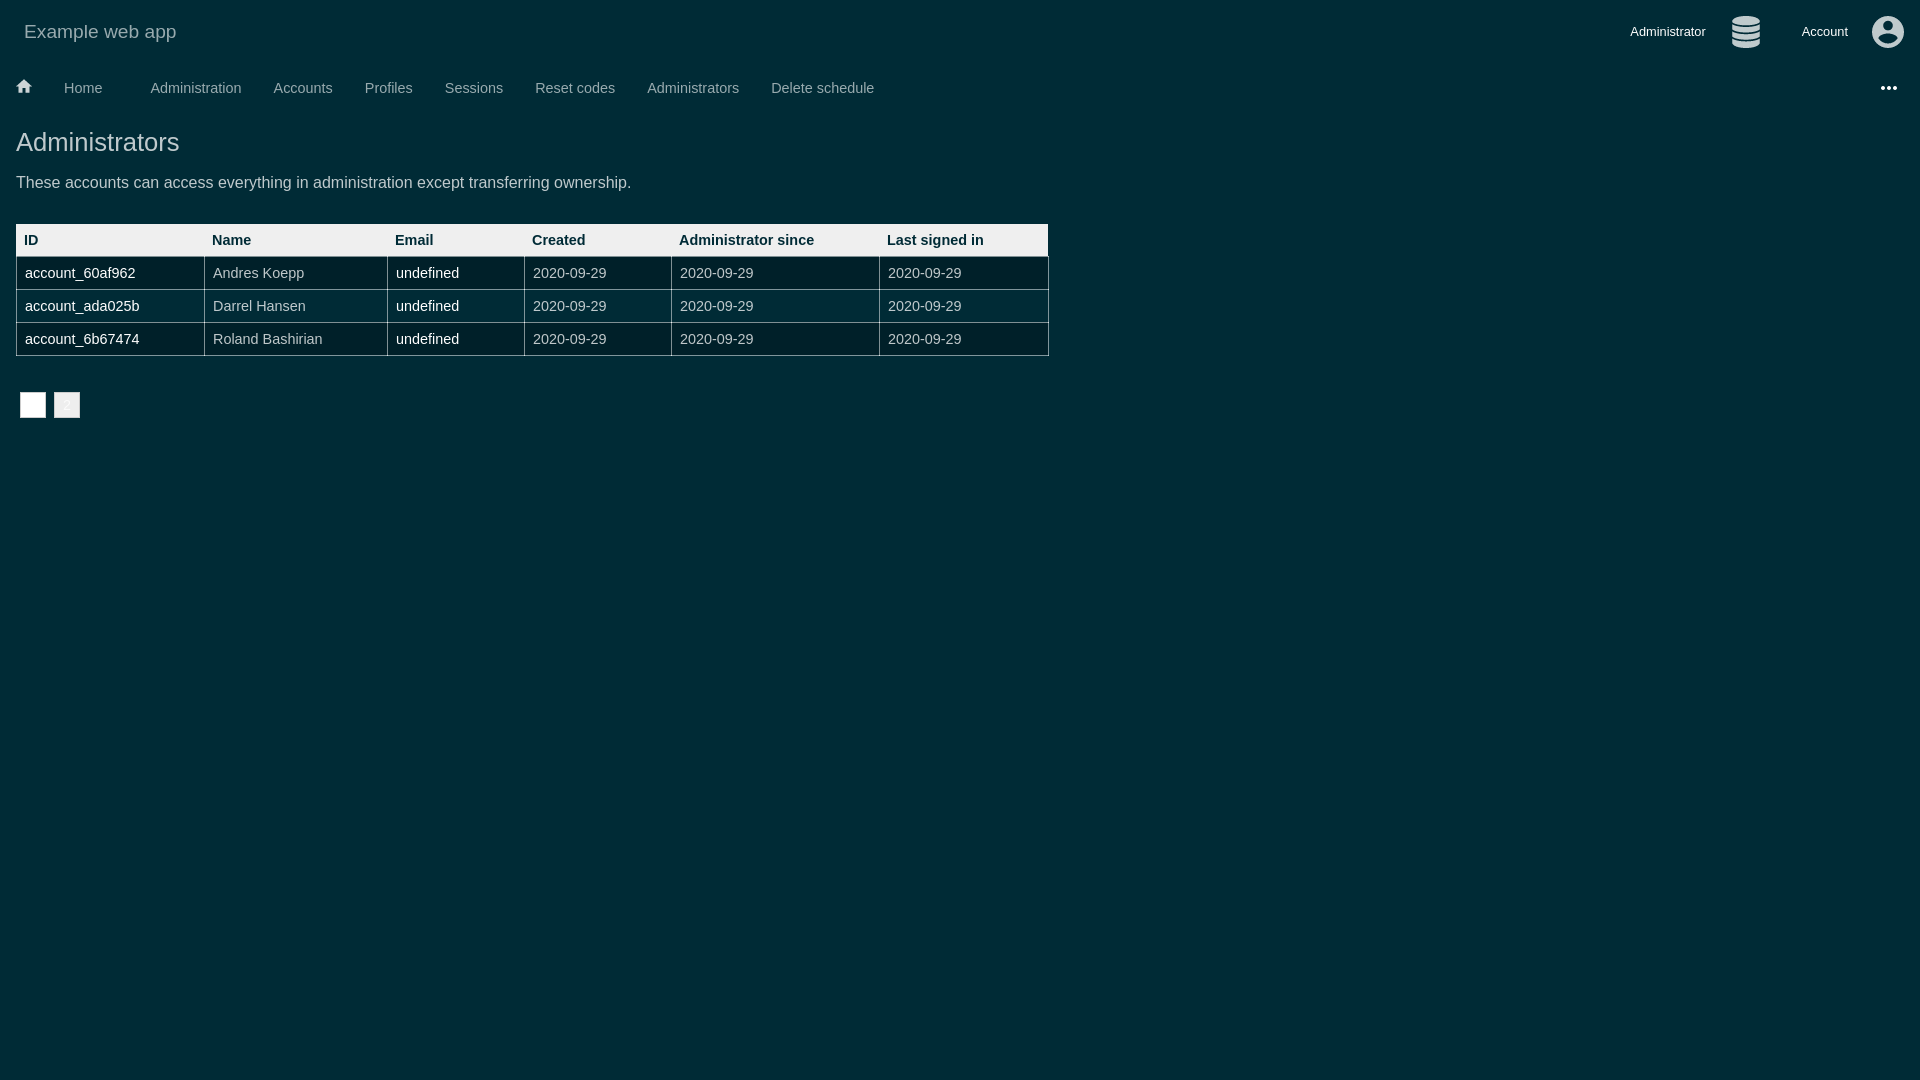 Example web app
Administrator
Account
Home Administration Accounts Profiles Sessions Reset codes Administrators Delete schedule
Administrators
These accounts can access everything in administration except transferring ownership.
ID Name Email Created Administrator since Last signed in
account_60af962 Andres Koepp undefined 2020-09-29 2020-09-29 2020-09-29
account_ada025b Darrel Hansen undefined 2020-09-29 2020-09-29 2020-09-29
account_6b67474 Roland Bashirian undefined 2020-09-29 2020-09-29 2020-09-29
2